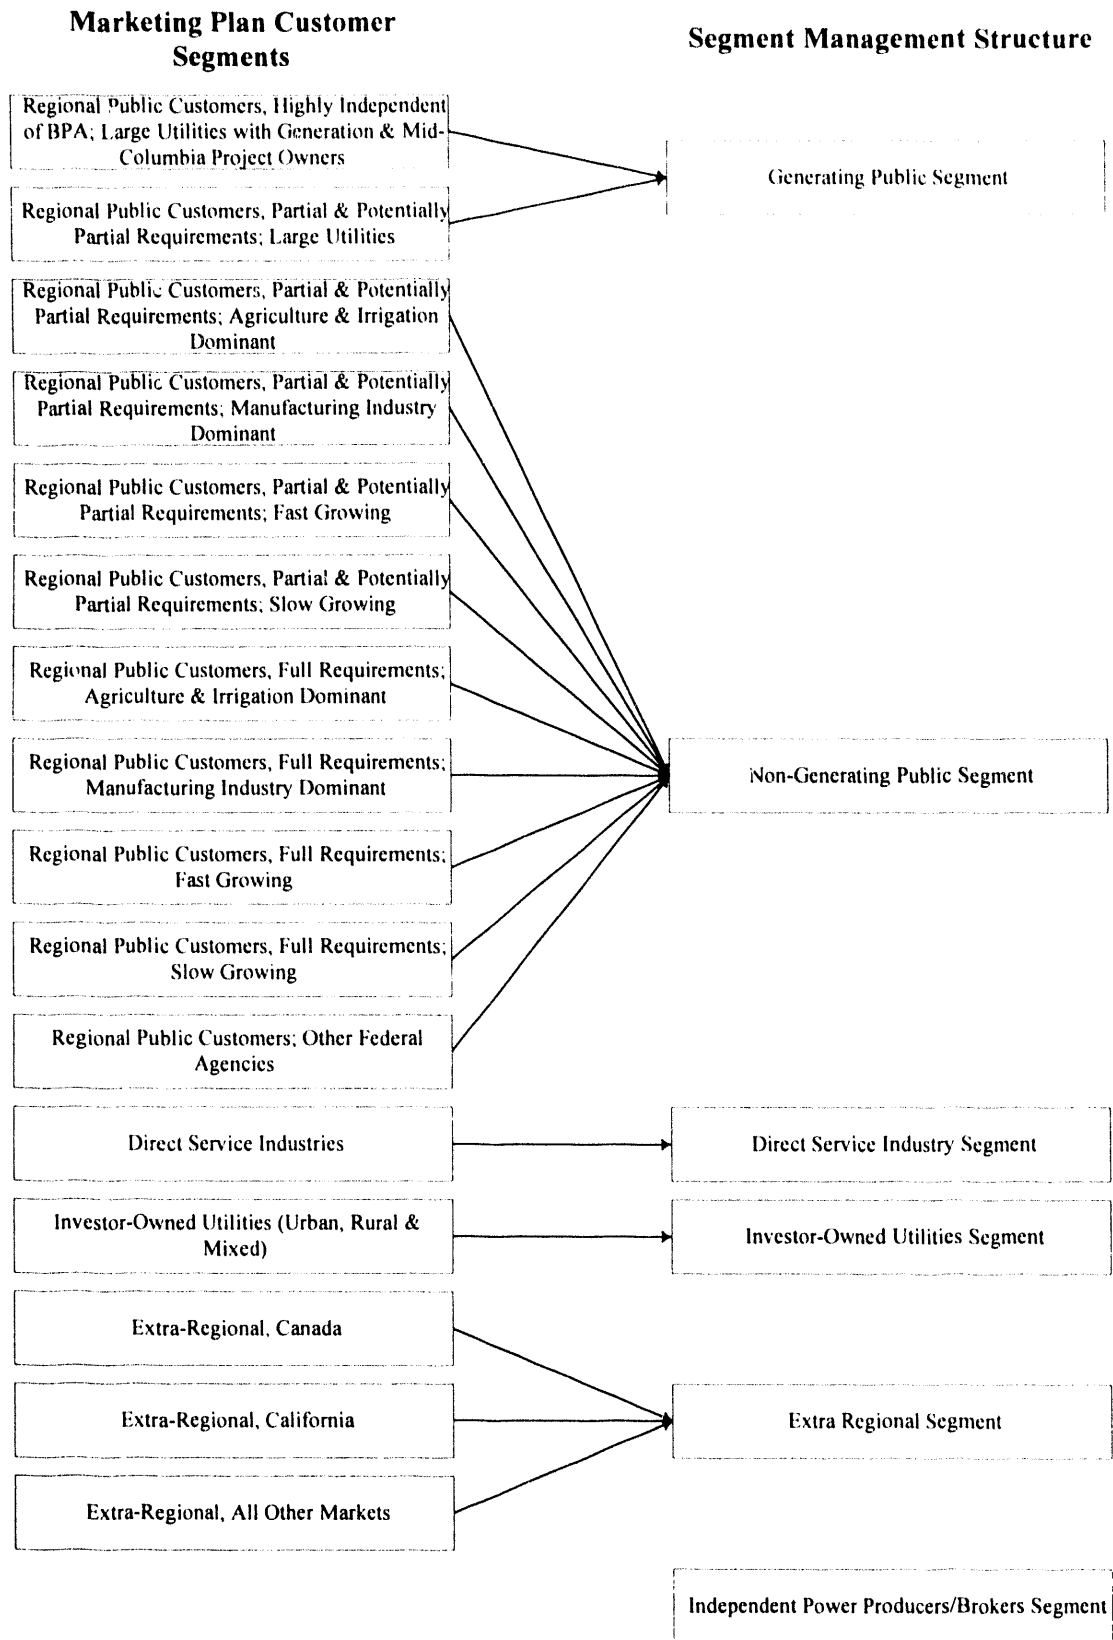 Marketing Plan Customer
Segments
Segment Management Structure
Regional Public Customers, Highly Independent
of BPA; Large Utilities with Generation & Mid-
Columbia Project Owners
Generating Public Segment
Regional Public Customers, Partial & Potentially
Partial Requirements; Large Utilities
Regional Public Customers, Partial & Potentially
Partial Requirements; Agriculture & Irrigation
Dominant
Regional Public Customers, Partial & Potentially
Partial Requirements; Manufacturing Industry
Dominant
Regional Public Customers, Partial & Potentially
Partial Requirements; Fast Growing
Regional Public Customers, Partial & Potentially
Partial Requirements; Slow Growing
Regional Public Customers, Full Requirements;
Agriculture & Irrigation Dominant
Regional Public Customers, Full Requirements;
Manufacturing Industry Dominant
Non-Generating Public Segment
Regional Public Customers, Full Requirements;
Fast Growing
Regional Public Customers, Full Requirements;
Slow Growing
Regional Public Customers; Other Federal
Agencies
Direct Service Industries
Direct Service Industry Segment
Investor-Owned Utilities (Urban, Rural &
Mixed)
Investor-Owned Utilities Segment
Extra-Regional, Canada
Extra-Regional, California
Extra Regional Segment
Extra-Regional, All Other Markets
Independent Power Producers/Brokers Segment